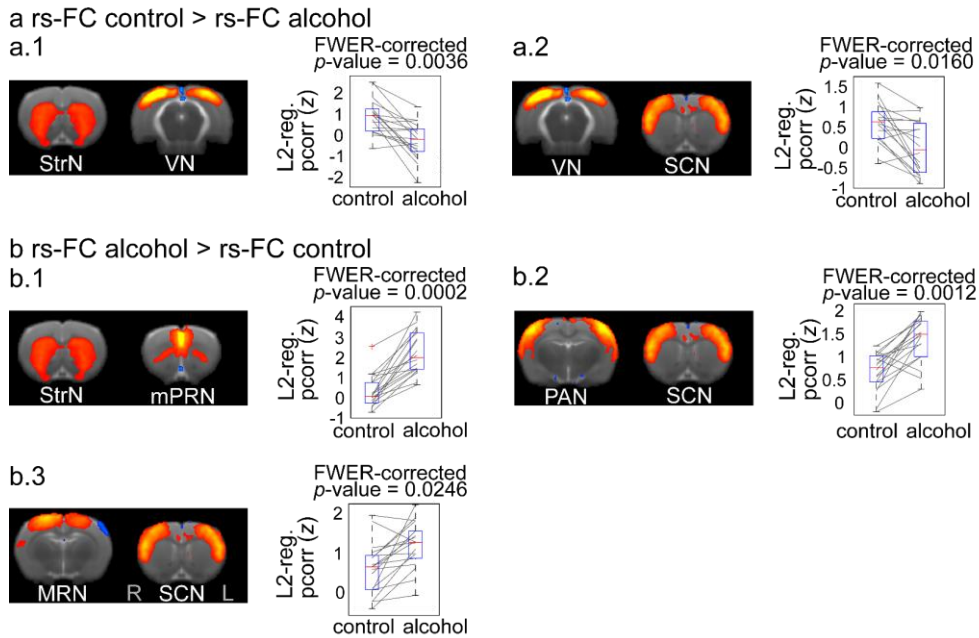 a rs-FC control > rs-FC alcohol
a.1
StrN
VN
FWER-corrected
p-value = 0.0036
L2-reg.
pcorr (z)
2
1
0
-1
-2
control alcohol
a.2
VN
SCN
FWER-corrected
p-value = 0.0160
L2-reg.
pcorr (z)
1.5
1
0.5
0
-0.5
-1
control alcohol
b rs-FC alcohol > rs-FC control
b.1
StrN
mPRN
FWER-corrected
p-value = 0.0002
L2-reg.
pcorr (z)
4
3
2
1
0
-1
control alcohol
b.2
PAN
SCN
FWER-corrected
p-value = 0.0012
L2-reg.
pcorr (z)
1.5
1
0.5
0
control alcohol
b.3
MRN
R SCN L
FWER-corrected
p-value = 0.0246
L2-reg.
pcorr (z)
2
1
0
control alcohol